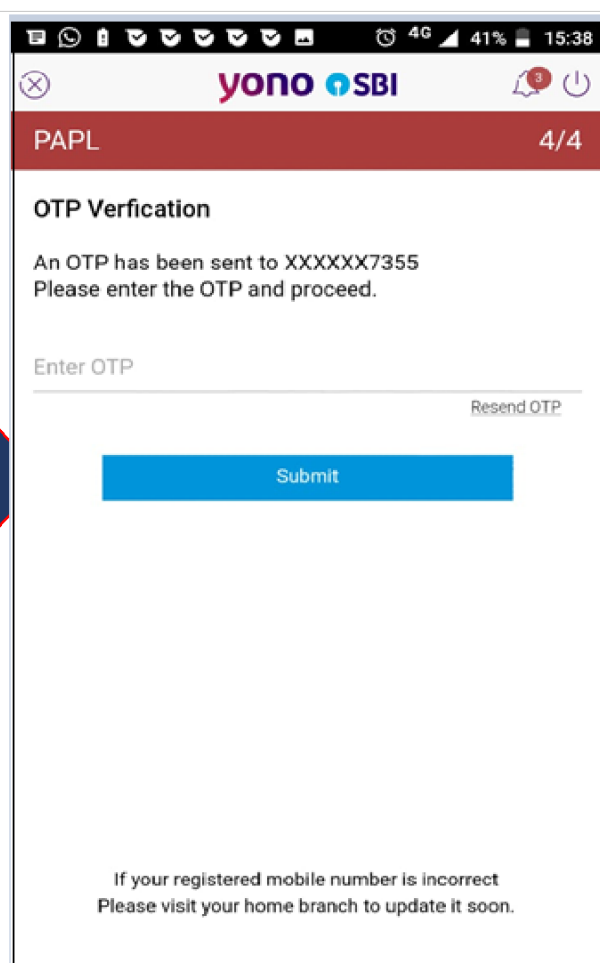 4G 41% 15:38
yono SBI 3
PAPL 4/4
OTP Verfication
An OTP has been sent to XXXXXX7355
Please enter the OTP and proceed.
Enter OTP
Resend OTP
Submit
If your registered mobile number is incorrect
Please visit your home branch to update it soon.